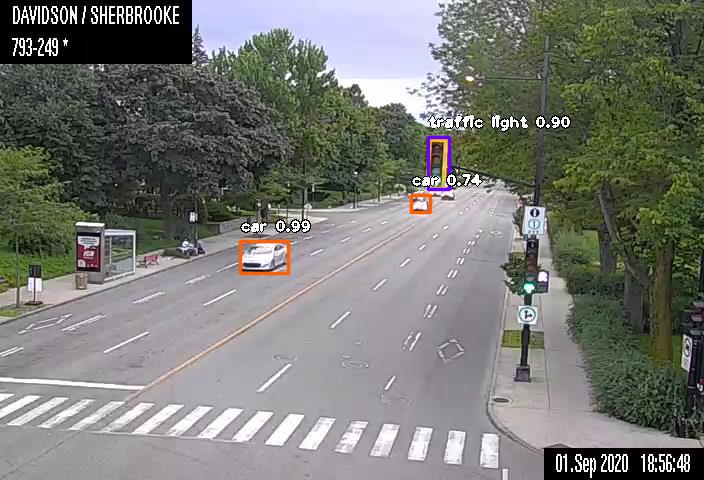 DAVIDSON / SHERBROOKE
793-249 *
traffic light 0.90
car 0.74
car 0.99
01.Sep 2020 18:56:48